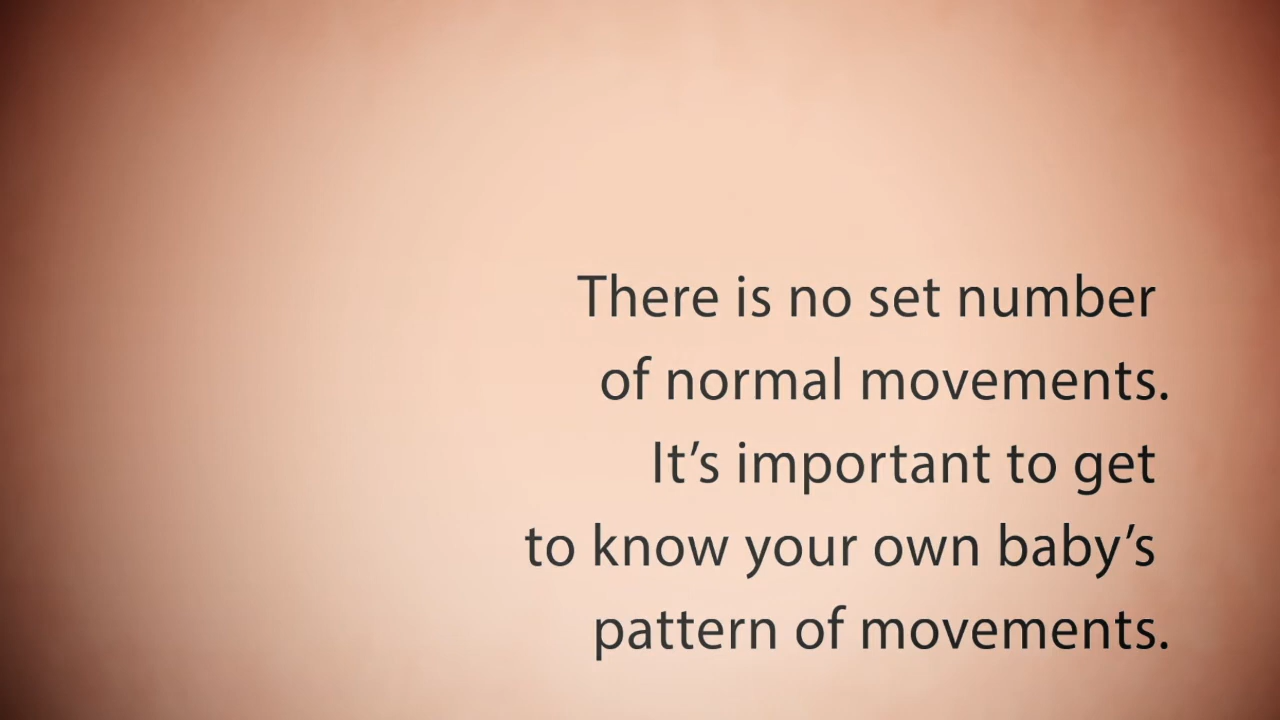 There is no set number
of normal movements.
It’s important to get
to know your own baby’s
pattern of movements.